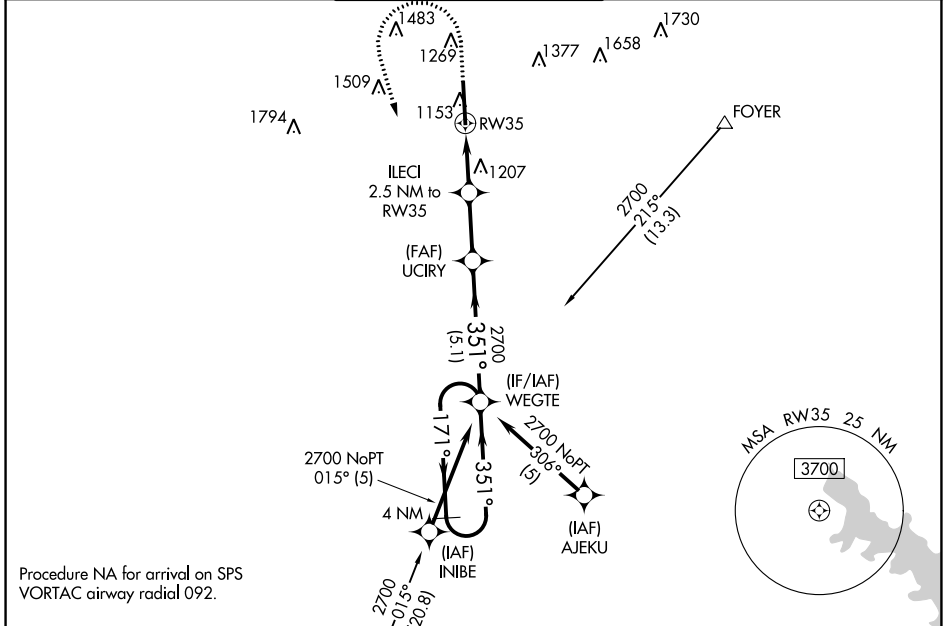 1483
1269
1377
1658
1730
1509
1153
1794
RW35
FOYER
ILECI
2.5 NM to
RW35
1207
2700
215°
(13.3)
(FAF)
UCIRY
2700
351°
(5.1)
(IF/IAF)
WEGTE
171°
351°
2700 NoPT
306°
(5)
2700 NoPT
015° (5)
4 NM
(IAF)
INIBE
(IAF)
AJEKU
2700
015°
(20.8)
MSA RW35 25 NM
3700
Procedure NA for arrival on SPS
VORTAC airway radial 092.